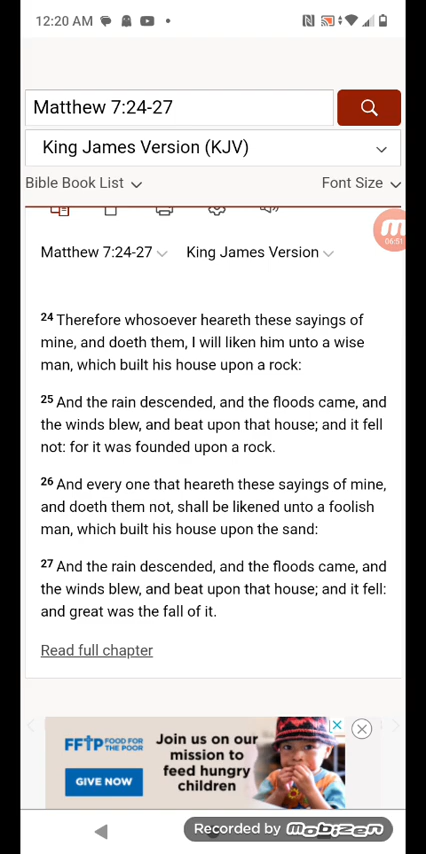 12:20 AM
Matthew 7:24-27
King James Version (KJV)
Bible Book List
Font Size
06:51
Matthew 7:24-27
King James Version
24 Therefore whosoever heareth these sayings of
mine, and doeth them, I will liken him unto a wise
man, which built his house upon a rock:
25 And the rain descended, and the floods came, and
the winds blew, and beat upon that house; and it fell
not: for it was founded upon a rock.
26 And every one that heareth these sayings of mine,
and doeth them not, shall be likened unto a foolish
man, which built his house upon the sand:
27 And the rain descended, and the floods came, and
the winds blew, and beat upon that house; and it fell:
and great was the fall of it.
Read full chapter
FFTP FOOD FOR
THE POOR
GIVE NOW
Join us on our
mission to
feed hungry
children
Recorded by mobizen